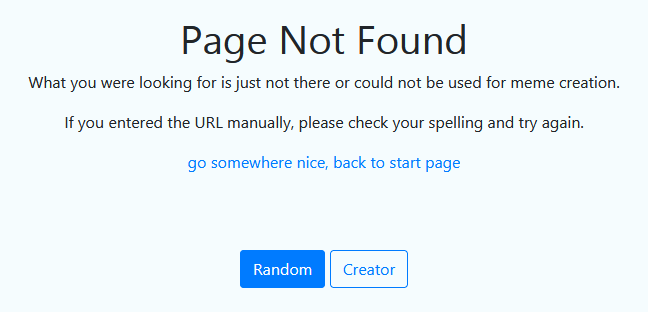 Page Not Found
What you were looking for is just not there or could not be used for meme creation.
If you entered the URL manually, please check your spelling and try again.
go somewhere nice, back to start page
Random Creator